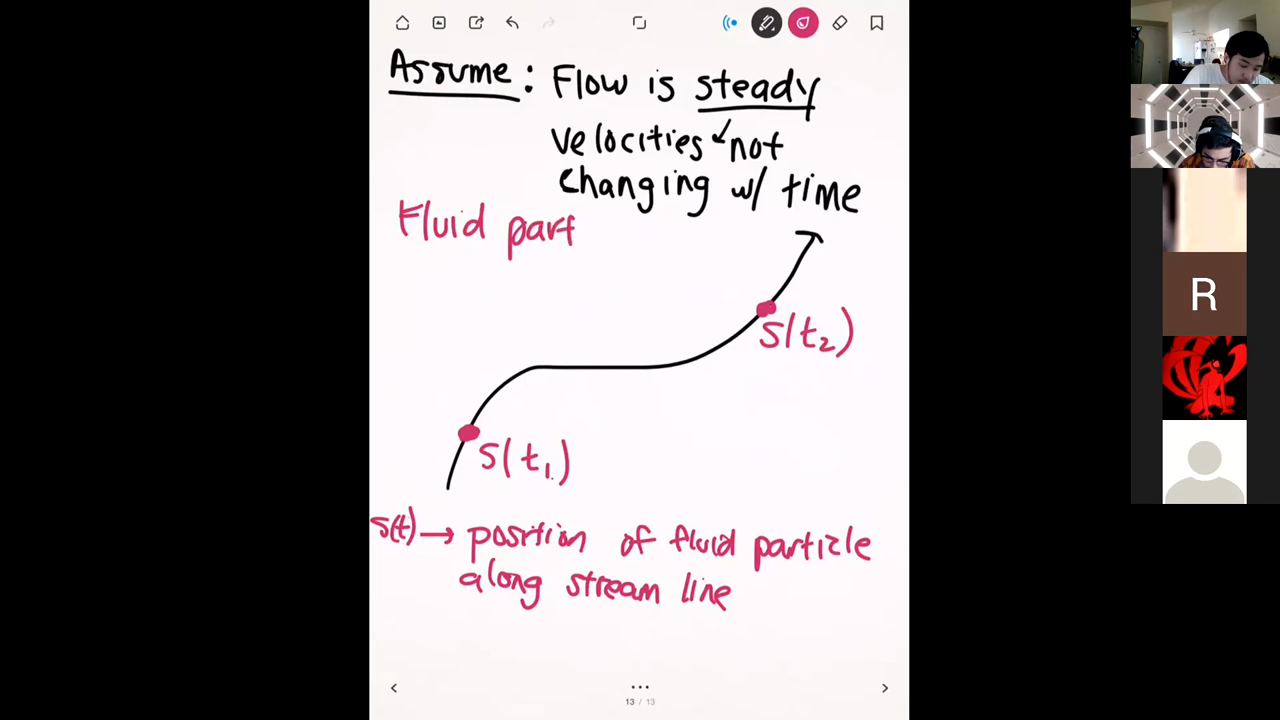 Assume: Flow is steady
velocities not
changing w/ time
Fluid part
s(t₂)
s(t₁)
s(t) → position of fluid particle
along stream line
13 / 13
R